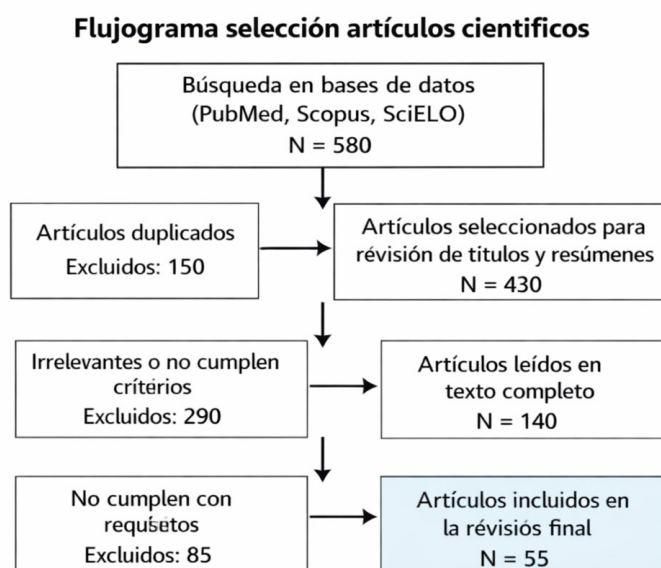 Flujograma selección artículos cientificos
Búsqueda en bases de datos
(PubMed, Scopus, SciELO)
N = 580
Artículos duplicados
Excluidos: 150
Artículos seleccionados para
révisión de titulos y resúmenes
N = 430
Irrelevantes o no cumplen
críterios
Excluidos: 290
Artículos leídos en
texto completo
N = 140
No cumplen con
Excluidos: 85
Artículos incluidos en
la révisiós final
N = 55